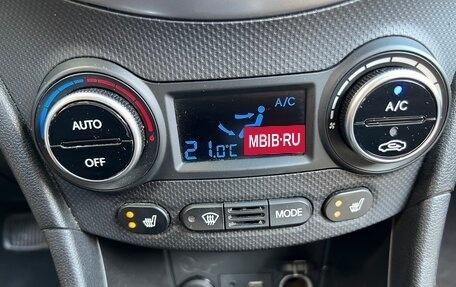 A/C
A/C
AUTO
OFF
21.0°C
MBIB·RU
MODE